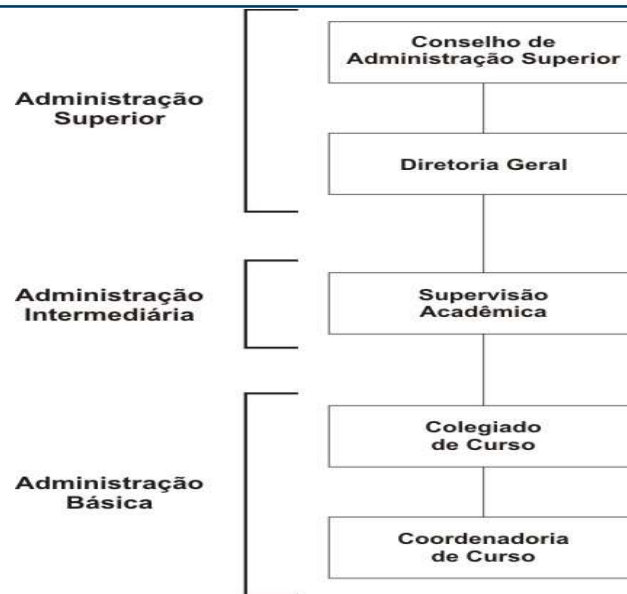 Conselho de
Administração Superior
Administração
Superior
Diretoria Geral
Administração
Intermediária
Supervisão
Acadêmica
Colegiado
de Curso
Administração
Básica
Coordenadoria
de Curso